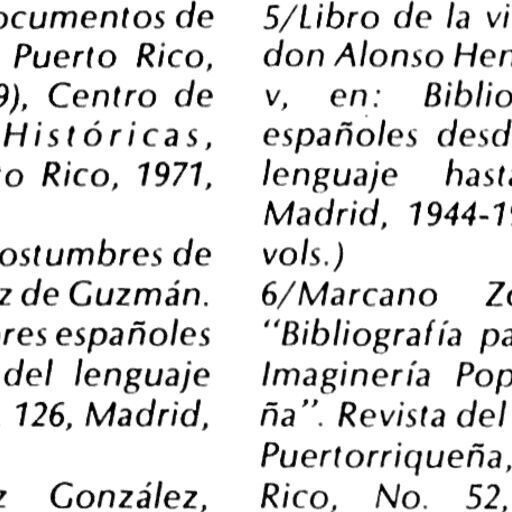 ocumentos de
Puerto Rico,
9), Centro de
Históricas,
o Rico, 1971,
ostumbres de
z de Guzmán.
res españoles
del lenguaje
126, Madrid,
z González,
5/Libro de la vi
don Alonso Hen
v, en: Biblio
españoles desd
lenguaje hasta
Madrid, 1944-19
vols.)
6/Marcano Zo
"Bibliografía pa
Imaginería Pop
ña". Revista del
Puertorriqueña,
Rico, No. 52,